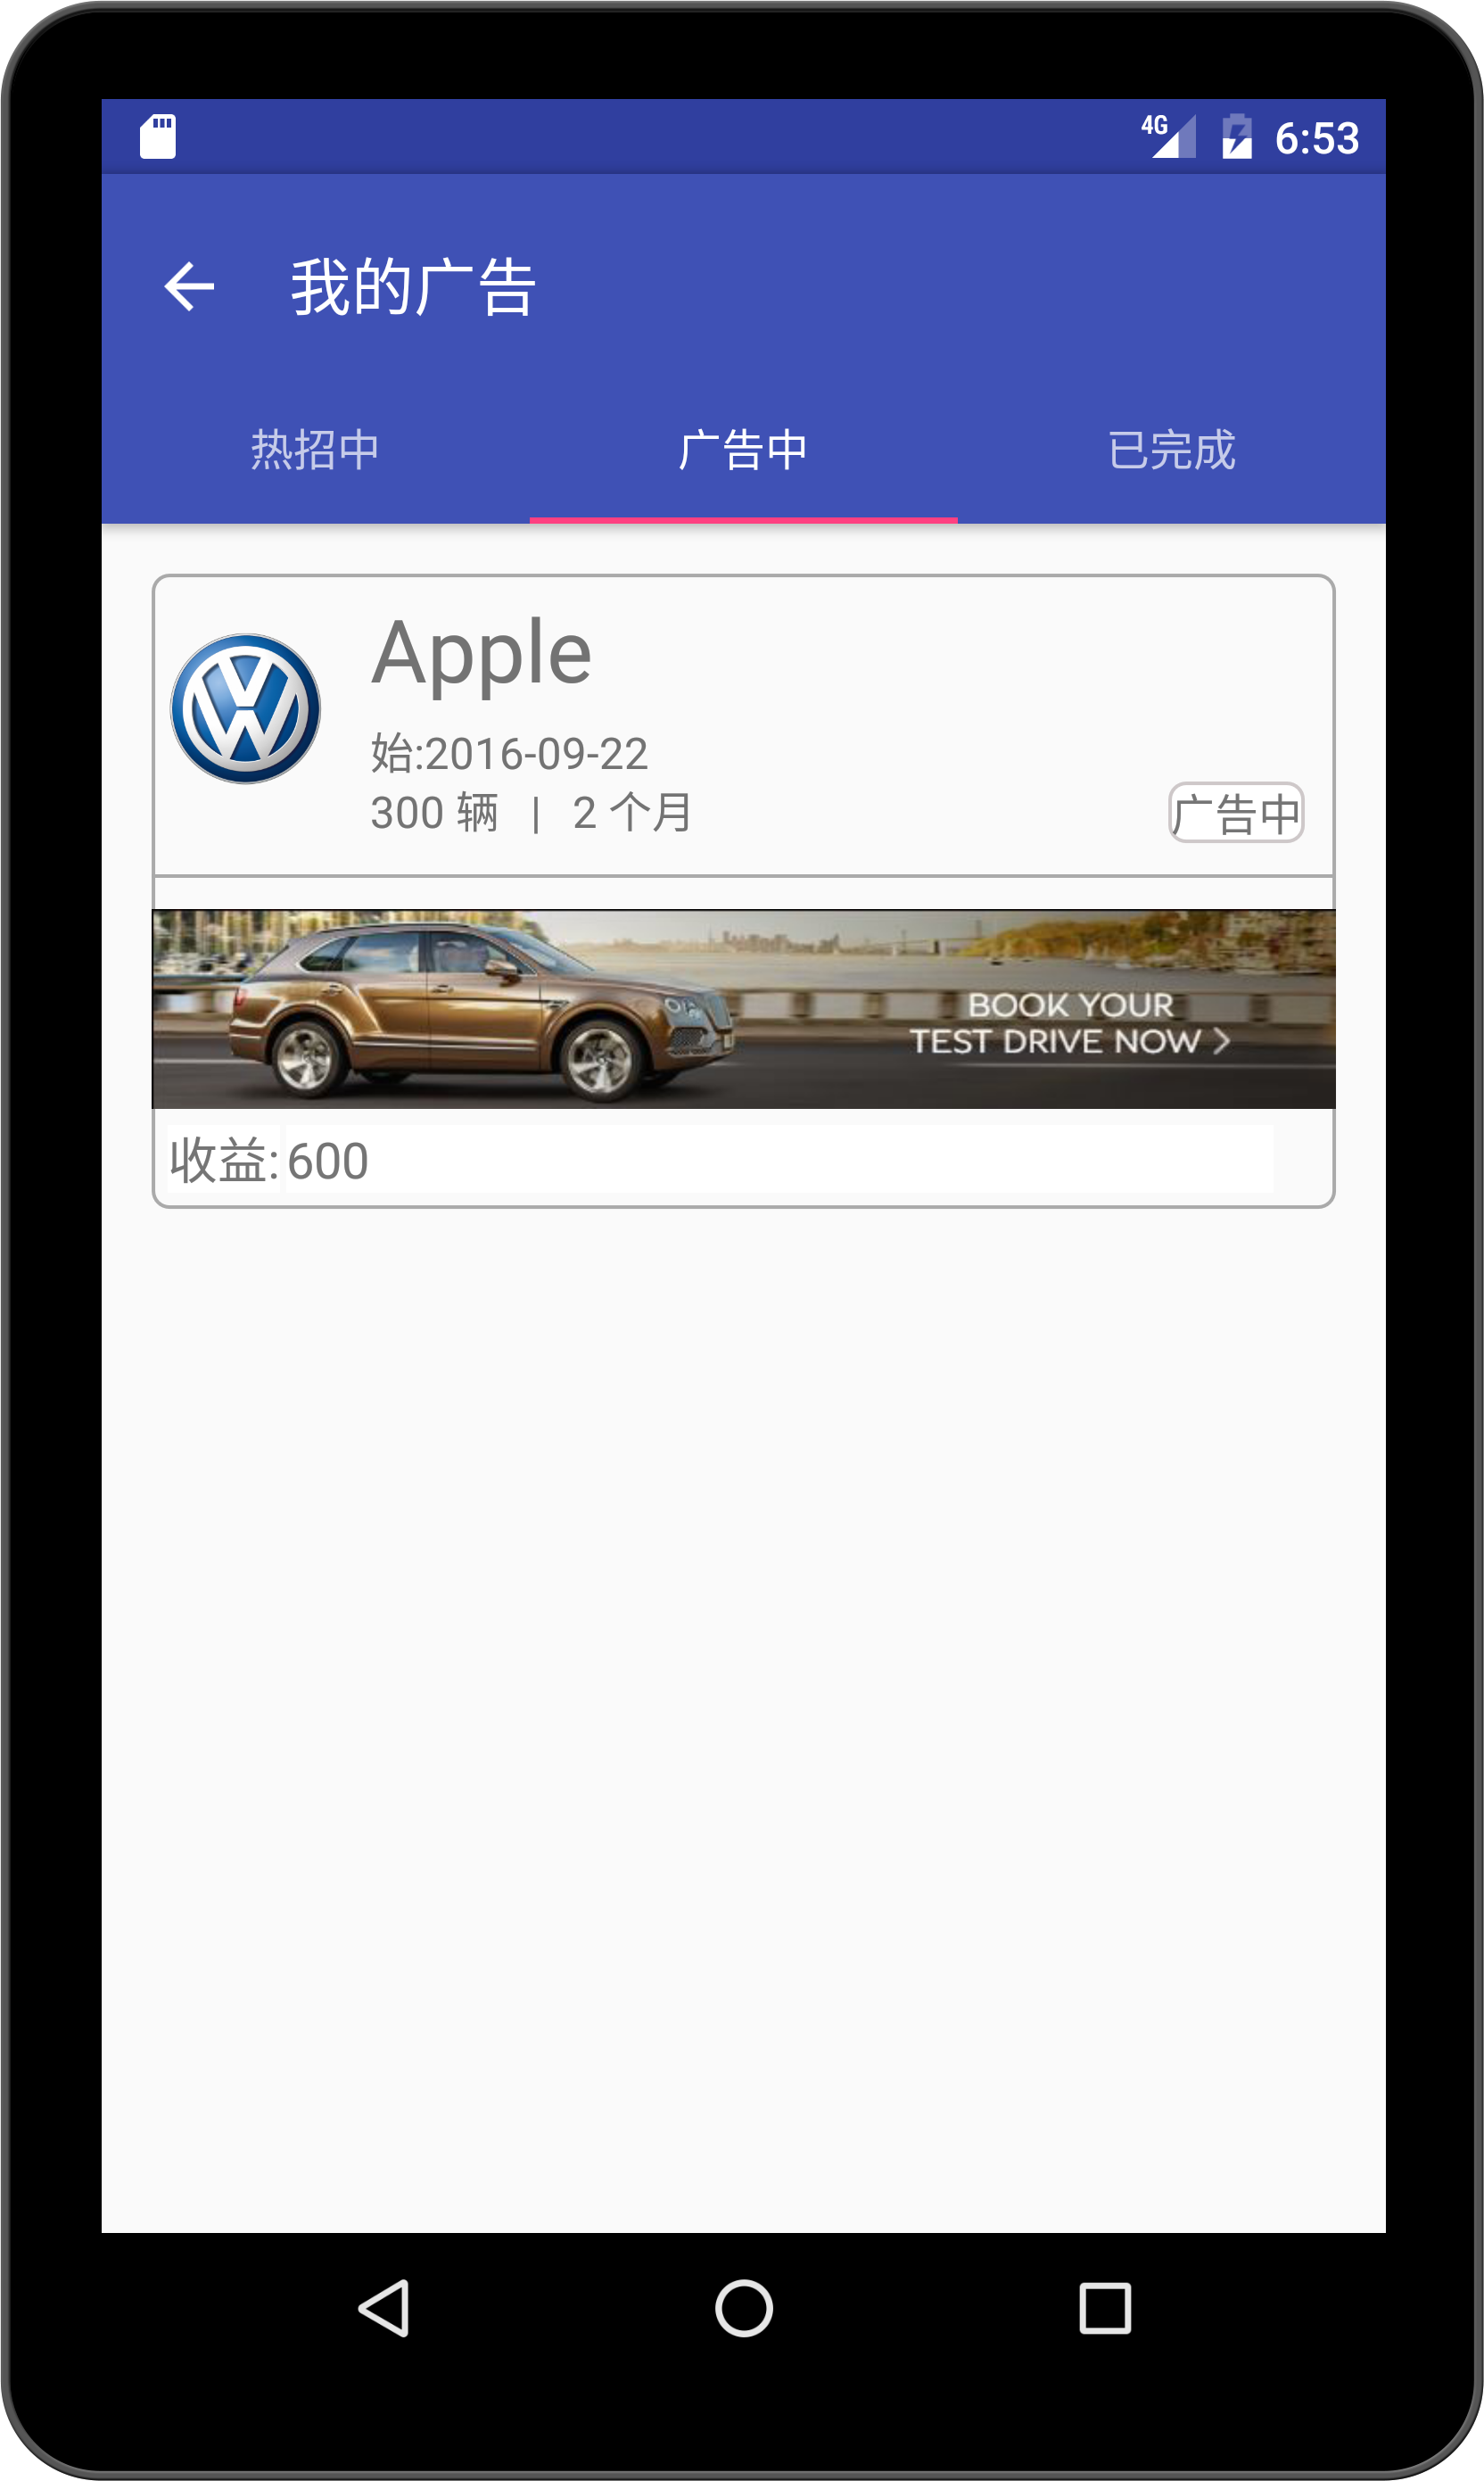 4G 6:53
我的广告
热招中 广告中 已完成
Apple
始:2016-09-22
300 辆 | 2 个月
广告中
BOOK YOUR
TEST DRIVE NOW >
收益: 600